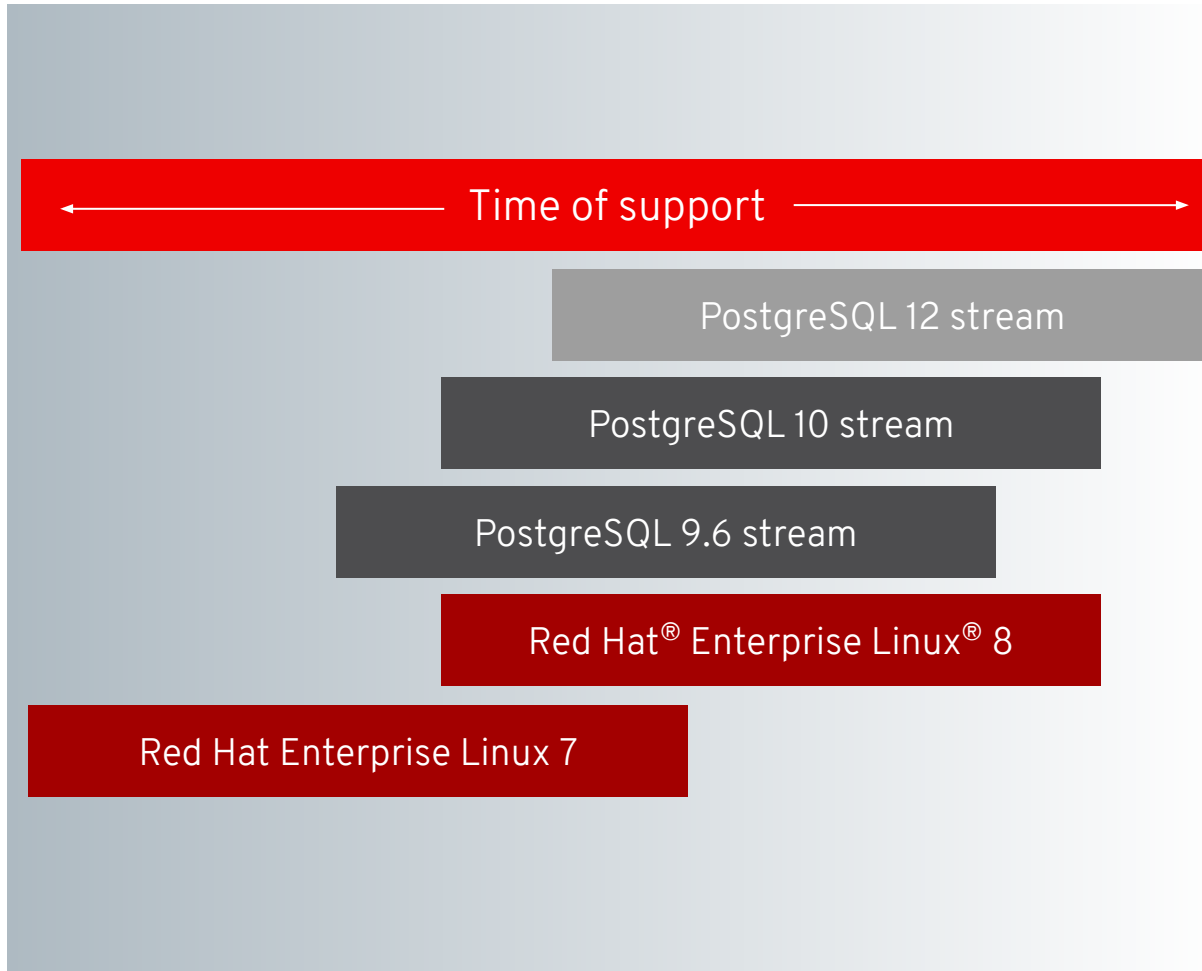 Time of support
PostgreSQL 12 stream
PostgreSQL 10 stream
PostgreSQL 9.6 stream
Red Hat® Enterprise Linux® 8
Red Hat Enterprise Linux 7